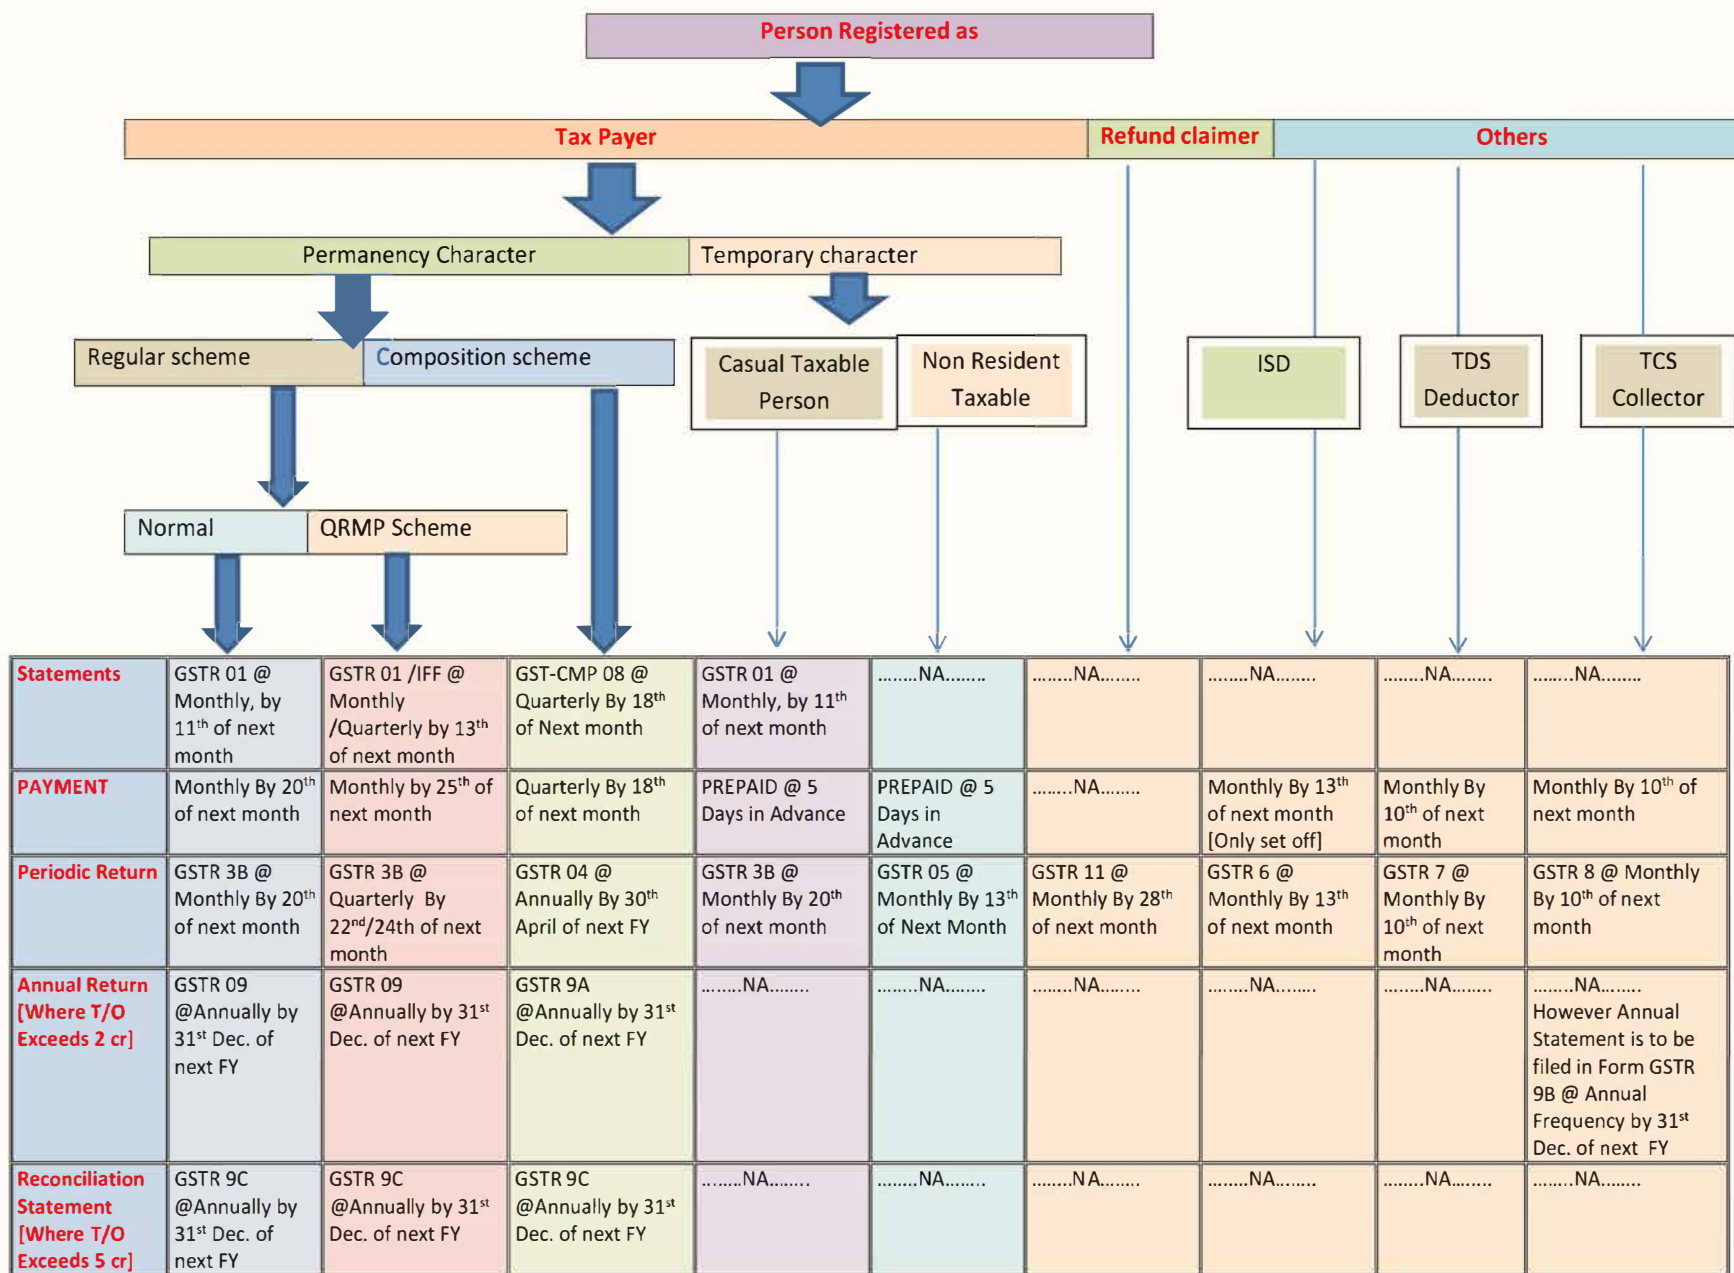 Person Registered as
Tax Payer
Refund claimer
Others
Permanency Character
Temporary character
Regular scheme
Composition scheme
Casual Taxable
Person
Non Resident
Taxable
ISD
TDS
Deductor
TCS
Collector
Normal
QRMP Scheme
Statements
GSTR 01 @
Monthly, by
11th of next
month
GSTR 01 /IFF @
Monthly
/Quarterly by 13th
of next month
GST-CMP 08 @
Quarterly By 18th
of Next month
GSTR 01 @
Monthly, by 11th
of next month
........NA........
........NA........
........NA........
........NA........
........NA........
PAYMENT
Monthly By 20th
of next month
Monthly by 25th of
next month
Quarterly By 18th
of next month
PREPAID @ 5
Days in Advance
PREPAID @ 5
Days in
Advance
........NA........
Monthly By 13th
of next month
[Only set off]
Monthly By
10th of next
month
Monthly By 10th of
next month
Periodic Return
GSTR 3B @
Monthly By 20th
of next month
GSTR 3B @
Quarterly By
22nd/24th of next
month
GSTR 04 @
Annually By 30th
April of next FY
GSTR 3B @
Monthly By 20th
of next month
GSTR 05 @
Monthly By 13th
of Next Month
GSTR 11 @
Monthly By 28th
of next month
GSTR 6 @
Monthly By 13th
of next month
GSTR 7 @
Monthly By
10th of next
month
GSTR 8 @ Monthly
By 10th of next
month
Annual Return
[Where T/O
Exceeds 2 cr]
GSTR 09
@Annually by
31st Dec. of
next FY
GSTR 09
@Annually by 31st
Dec. of next FY
GSTR 9A
@Annually by 31st
Dec. of next FY
........NA........
........NA........
........NA........
........NA........
........NA........
........NA........
However Annual
Statement is to be
filed in Form GSTR
9B @ Annual
Frequency by 31st
Dec. of next FY
Reconciliation
Statement
[Where T/O
Exceeds 5 cr]
GSTR 9C
@Annually by
31st Dec. of
next FY
GSTR 9C
@Annually by 31st
Dec. of next FY
GSTR 9C
@Annually by 31st
Dec. of next FY
........NA........
........NA........
........NA........
........NA........
........NA........
........NA........